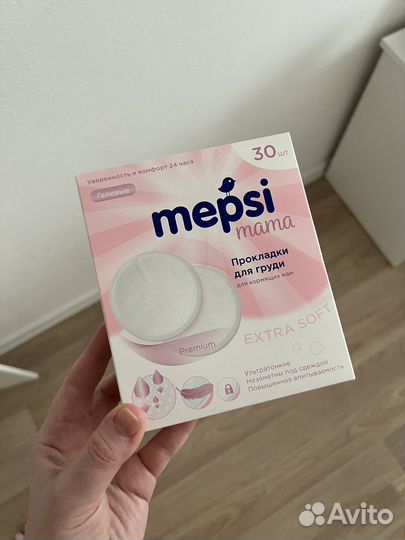 Уверенность и комфорт 24 часа
30 шт.
Гелевые
mepsi
mama
Прокладки
для груди
для кормящих мам
EXTRA SOFT
Premium
Ультратонкие
Незаметны под одеждой
Повышенная впитываемость
Avito